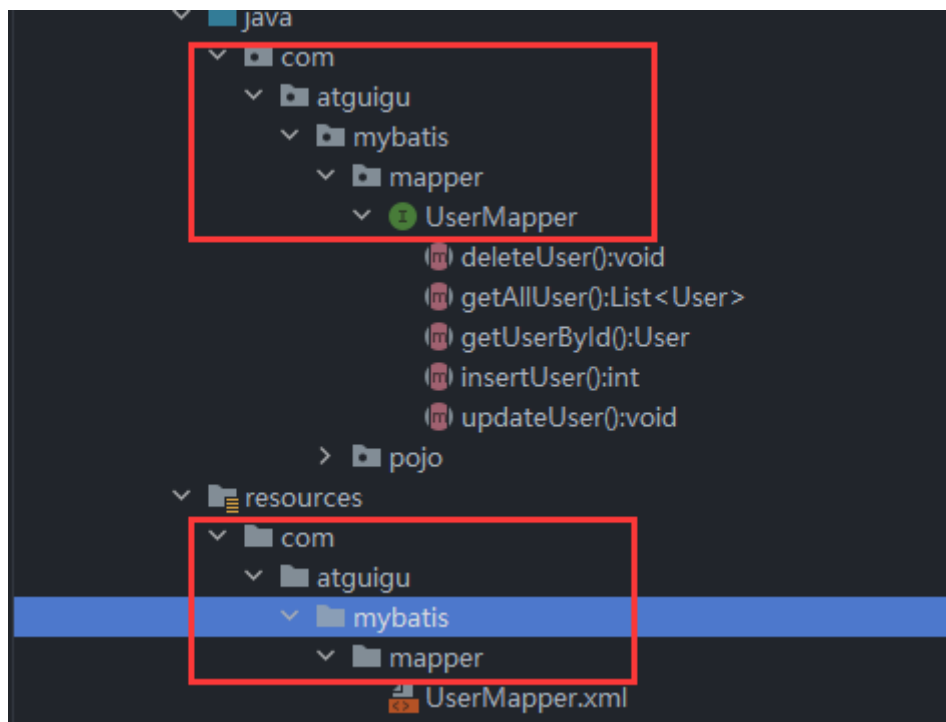 java
com
atguigu
mybatis
mapper
UserMapper
deleteUser():void
getAllUser():List<User>
getUserById():User
insertUser():int
updateUser():void
pojo
resources
com
atguigu
mybatis
mapper
UserMapper.xml